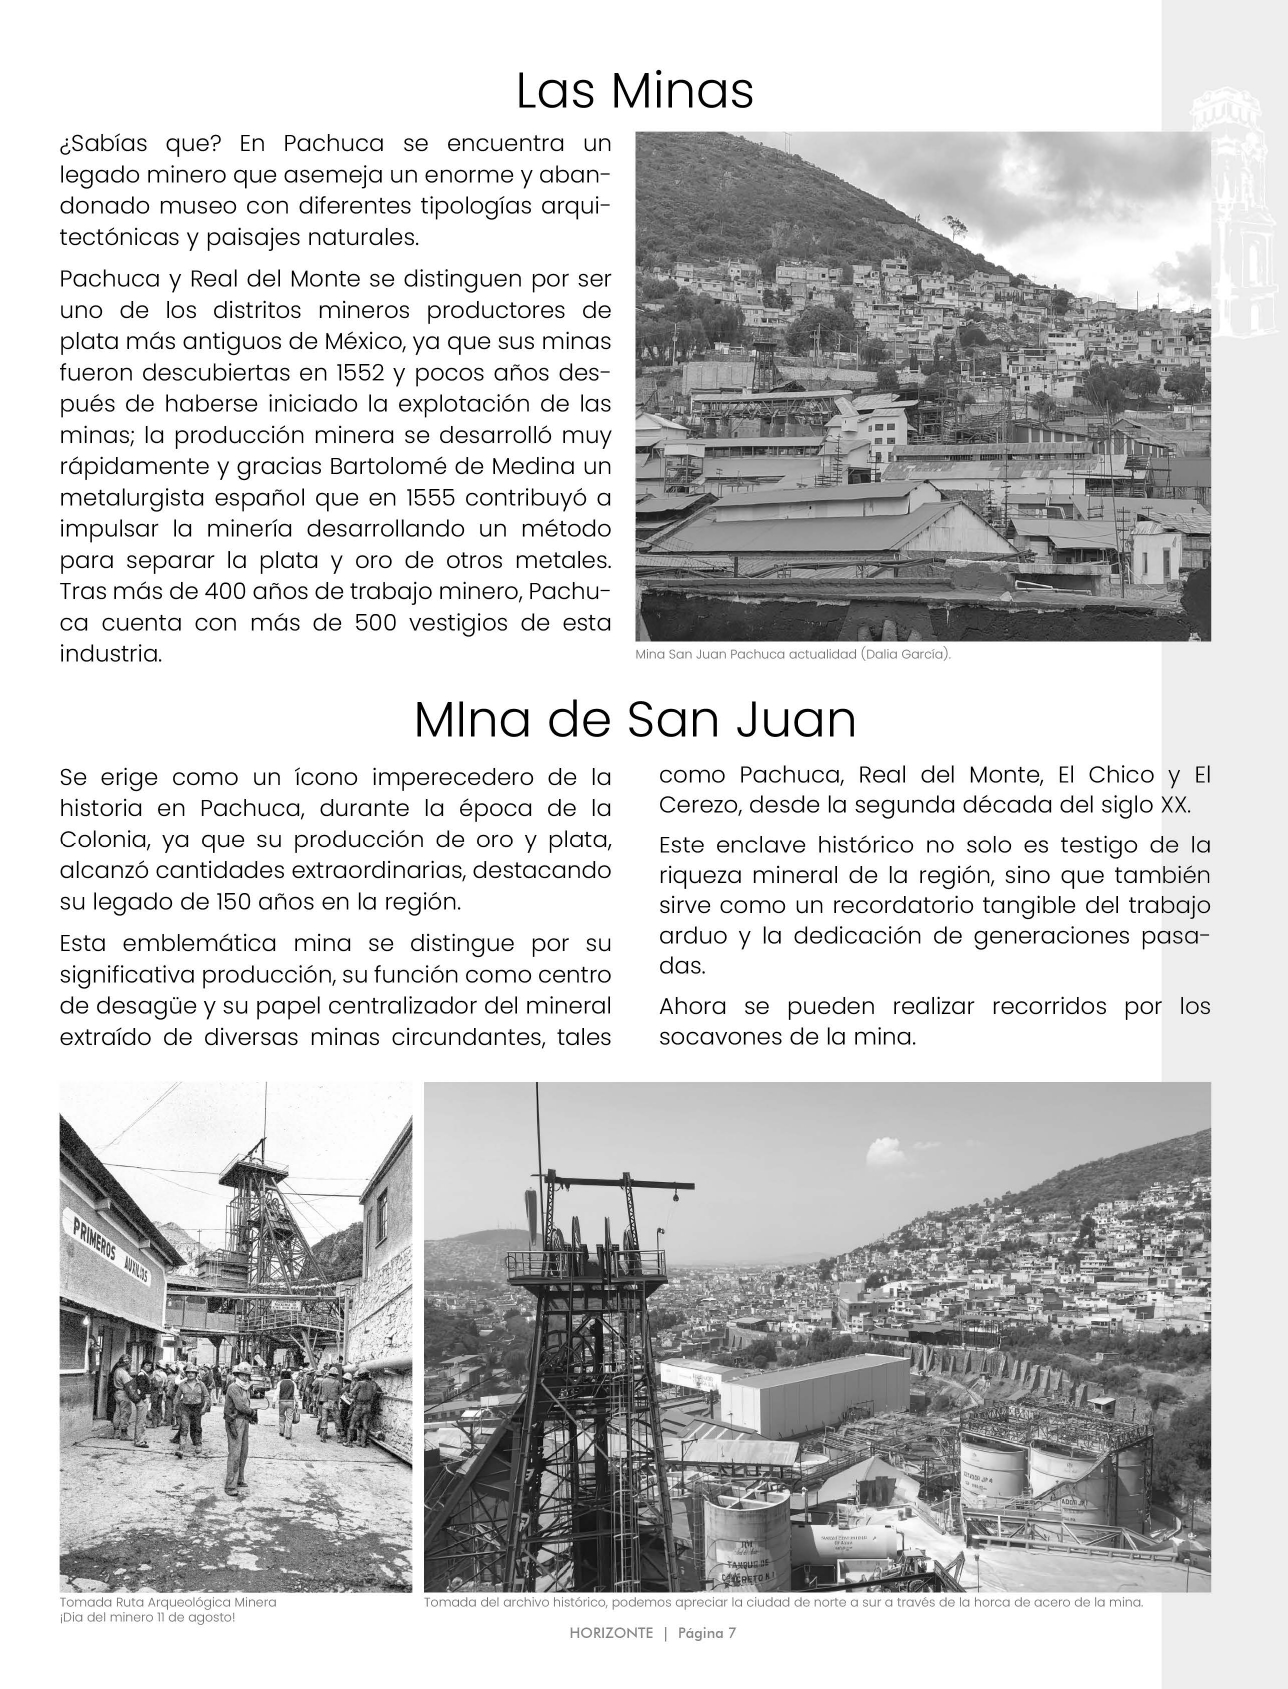 Las Minas
¿Sabías que? En Pachuca se encuentra un
legado minero que asemeja un enorme y aban-
donado museo con diferentes tipologías arqui-
tectónicas y paisajes naturales.
Pachuca y Real del Monte se distinguen por ser
uno de los distritos mineros productores de
plata más antiguos de México, ya que sus minas
fueron descubiertas en 1552 y pocos años des-
pués de haberse iniciado la explotación de las
minas; la producción minera se desarrolló muy
rápidamente y gracias Bartolomé de Medina un
metalurgista español que en 1555 contribuyó a
impulsar la minería desarrollando un método
para separar la plata y oro de otros metales.
Tras más de 400 años de trabajo minero, Pachu-
ca cuenta con más de 500 vestigios de esta
industria.
Mina San Juan Pachuca actualidad (Dalia García).
MIna de San Juan
Se erige como un ícono imperecedero de la
historia en Pachuca, durante la época de la
Colonia, ya que su producción de oro y plata,
alcanzó cantidades extraordinarias, destacando
su legado de 150 años en la región.
Esta emblemática mina se distingue por su
significativa producción, su función como centro
de desagüe y su papel centralizador del mineral
extraído de diversas minas circundantes, tales
como Pachuca, Real del Monte, El Chico y El
Cerezo, desde la segunda década del siglo XX.
Este enclave histórico no solo es testigo de la
riqueza mineral de la región, sino que también
sirve como un recordatorio tangible del trabajo
arduo y la dedicación de generaciones pasa-
das.
Ahora se pueden realizar recorridos por los
socavones de la mina.
PRIMEROS AUXILIOS
TANQUE DE
CONCRETO N.1
Tomada Ruta Arqueológica Minera
¡Dia del minero 11 de agosto!
Tomada del archivo histórico, podemos apreciar la ciudad de norte a sur a través de la horca de acero de la mina.
HORIZONTE | Página 7